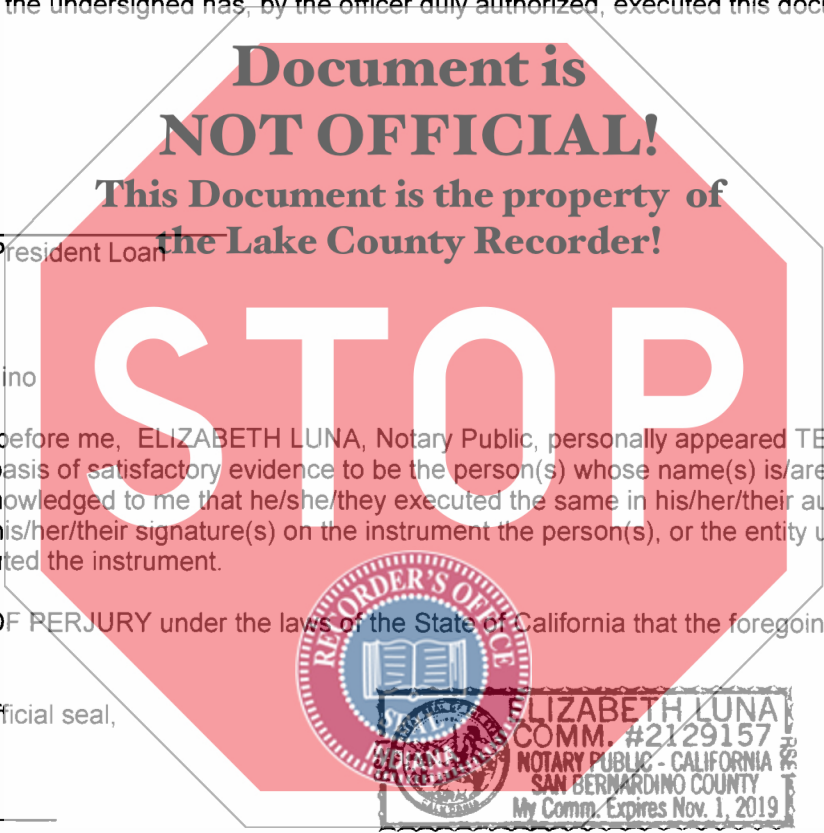 the undersigned has, by the officer duly authorized, executed this doc
Document is
NOT OFFICIAL!
This Document is the property of
the Lake County Recorder!
President Loan
STOP
ino
before me, ELIZABETH LUNA, Notary Public, personally appeared TE
basis of satisfactory evidence to be the person(s) whose name(s) is/are
nowledged to me that he/she/they executed the same in his/her/their au
his/her/their signature(s) on the instrument the person(s), or the entity u
ted the instrument.
OF PERJURY under the laws of the State of California that the foregoin
RECORDER'S OFFICE
SEAL
INDIANA
ficial seal,
ELIZABETH LUNA
COMM. #2129157
NOTARY PUBLIC - CALIFORNIA
SAN BERNARDINO COUNTY
My Comm. Expires Nov. 1, 2019